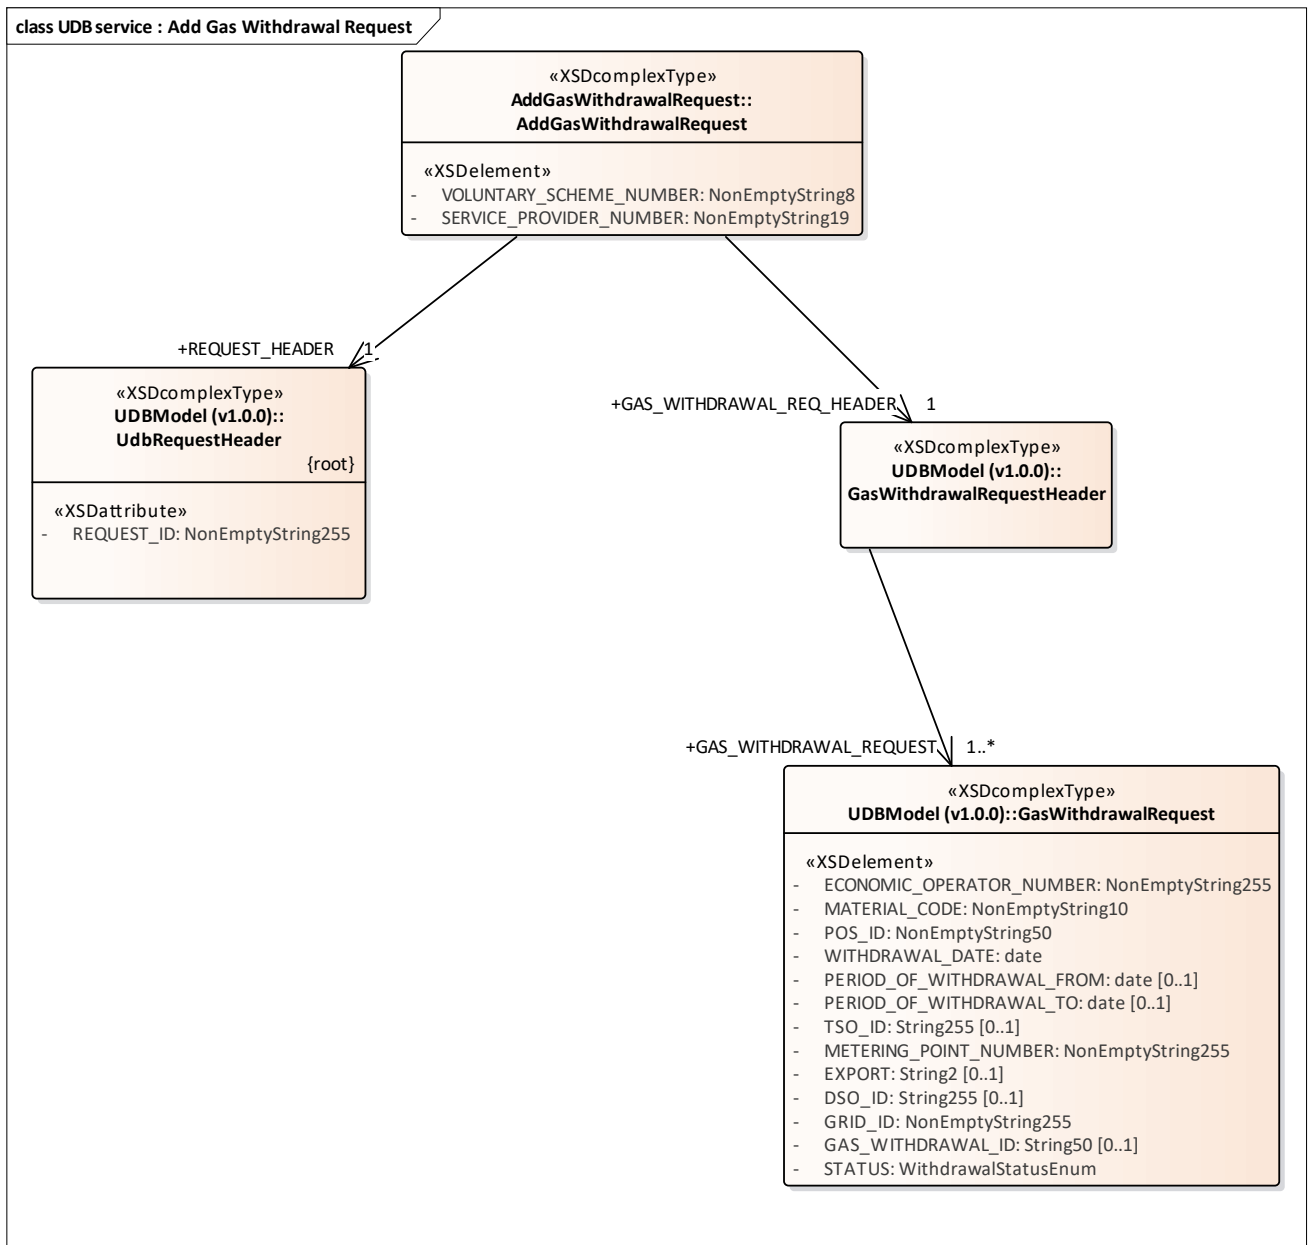 class UDB service : Add Gas Withdrawal Request
«XSDcomplexType»
AddGasWithdrawalRequest::
AddGasWithdrawalRequest
«XSDelement»
- VOLUNTARY_SCHEME_NUMBER: NonEmptyString8
- SERVICE_PROVIDER_NUMBER: NonEmptyString19
+REQUEST_HEADER 1
«XSDcomplexType»
UDBModel (v1.0.0)::
UdbRequestHeader
{root}
«XSDattribute»
- REQUEST_ID: NonEmptyString255
+GAS_WITHDRAWAL_REQ_HEADER 1
«XSDcomplexType»
UDBModel (v1.0.0)::
GasWithdrawalRequestHeader
+GAS_WITHDRAWAL_REQUEST 1..*
«XSDcomplexType»
UDBModel (v1.0.0)::GasWithdrawalRequest
«XSDelement»
- ECONOMIC_OPERATOR_NUMBER: NonEmptyString255
- MATERIAL_CODE: NonEmptyString10
- POS_ID: NonEmptyString50
- WITHDRAWAL_DATE: date
- PERIOD_OF_WITHDRAWAL_FROM: date [0..1]
- PERIOD_OF_WITHDRAWAL_TO: date [0..1]
- TSO_ID: String255 [0..1]
- METERING_POINT_NUMBER: NonEmptyString255
- EXPORT: String2 [0..1]
- DSO_ID: String255 [0..1]
- GRID_ID: NonEmptyString255
- GAS_WITHDRAWAL_ID: String50 [0..1]
- STATUS: WithdrawalStatusEnum